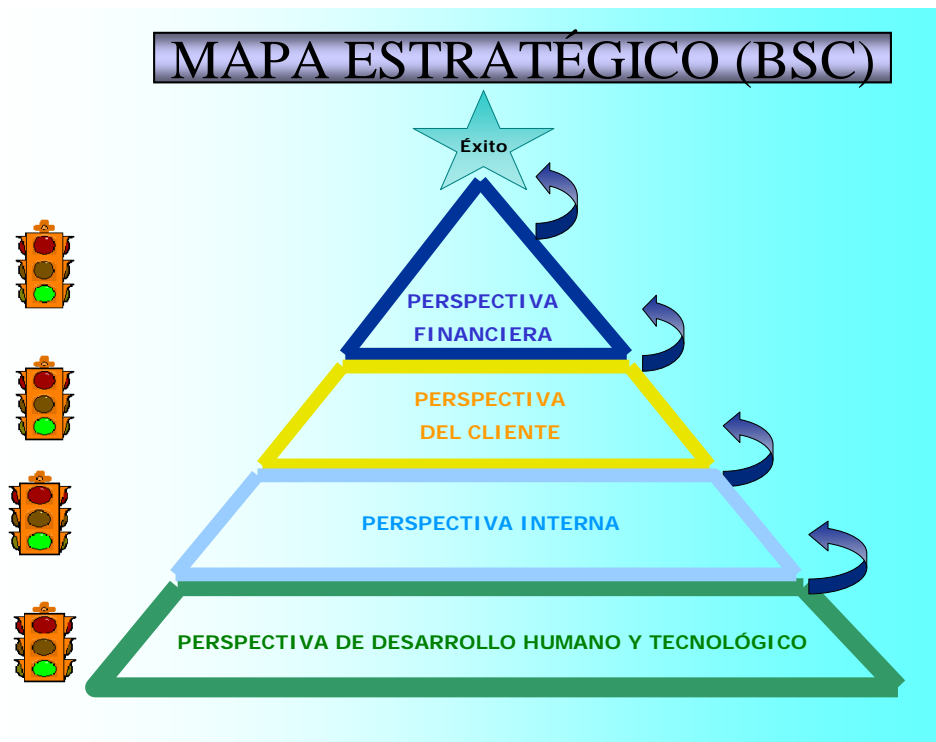 MAPA ESTRATÉGICO (BSC)
Éxito
PERSPECTIVA
FINANCIERA
PERSPECTIVA
DEL CLIENTE
PERSPECTIVA INTERNA
PERSPECTIVA DE DESARROLLO HUMANO Y TECNOLÓGICO